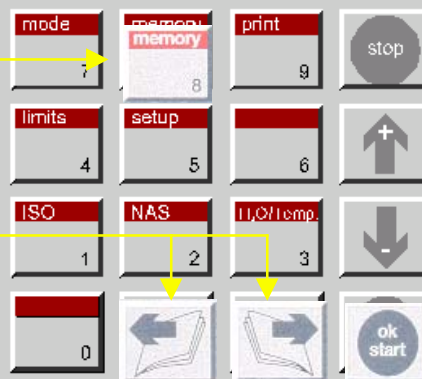 mode
7
memory
memory
8
print
9
stop
limits
4
setup
5
6
+
ISO
1
NAS
2
H₂O/Temp.
3
-
0
ok
start